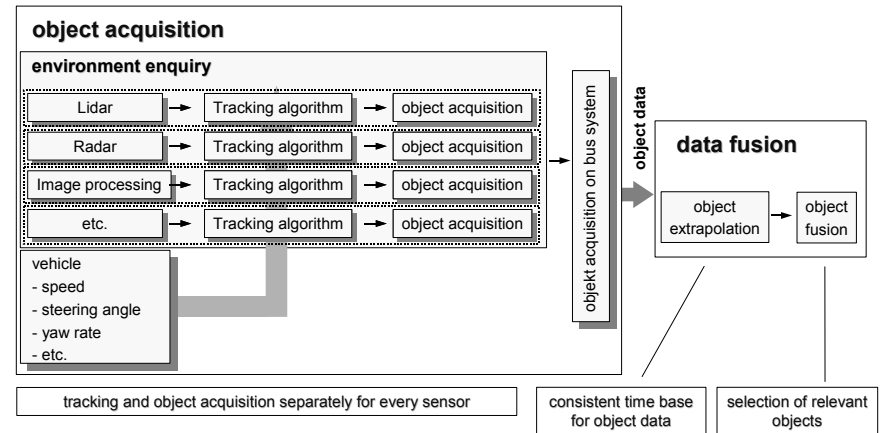 object acquisition
environment enquiry
Lidar
Tracking algorithm
object acquisition
Radar
Tracking algorithm
object acquisition
Image processing
Tracking algorithm
object acquisition
etc.
Tracking algorithm
object acquisition
vehicle
- speed
- steering angle
- yaw rate
- etc.
objekt acquisition on bus system
object data
data fusion
object
extrapolation
object
fusion
tracking and object acquisition separately for every sensor
consistent time base
for object data
selection of relevant
objects